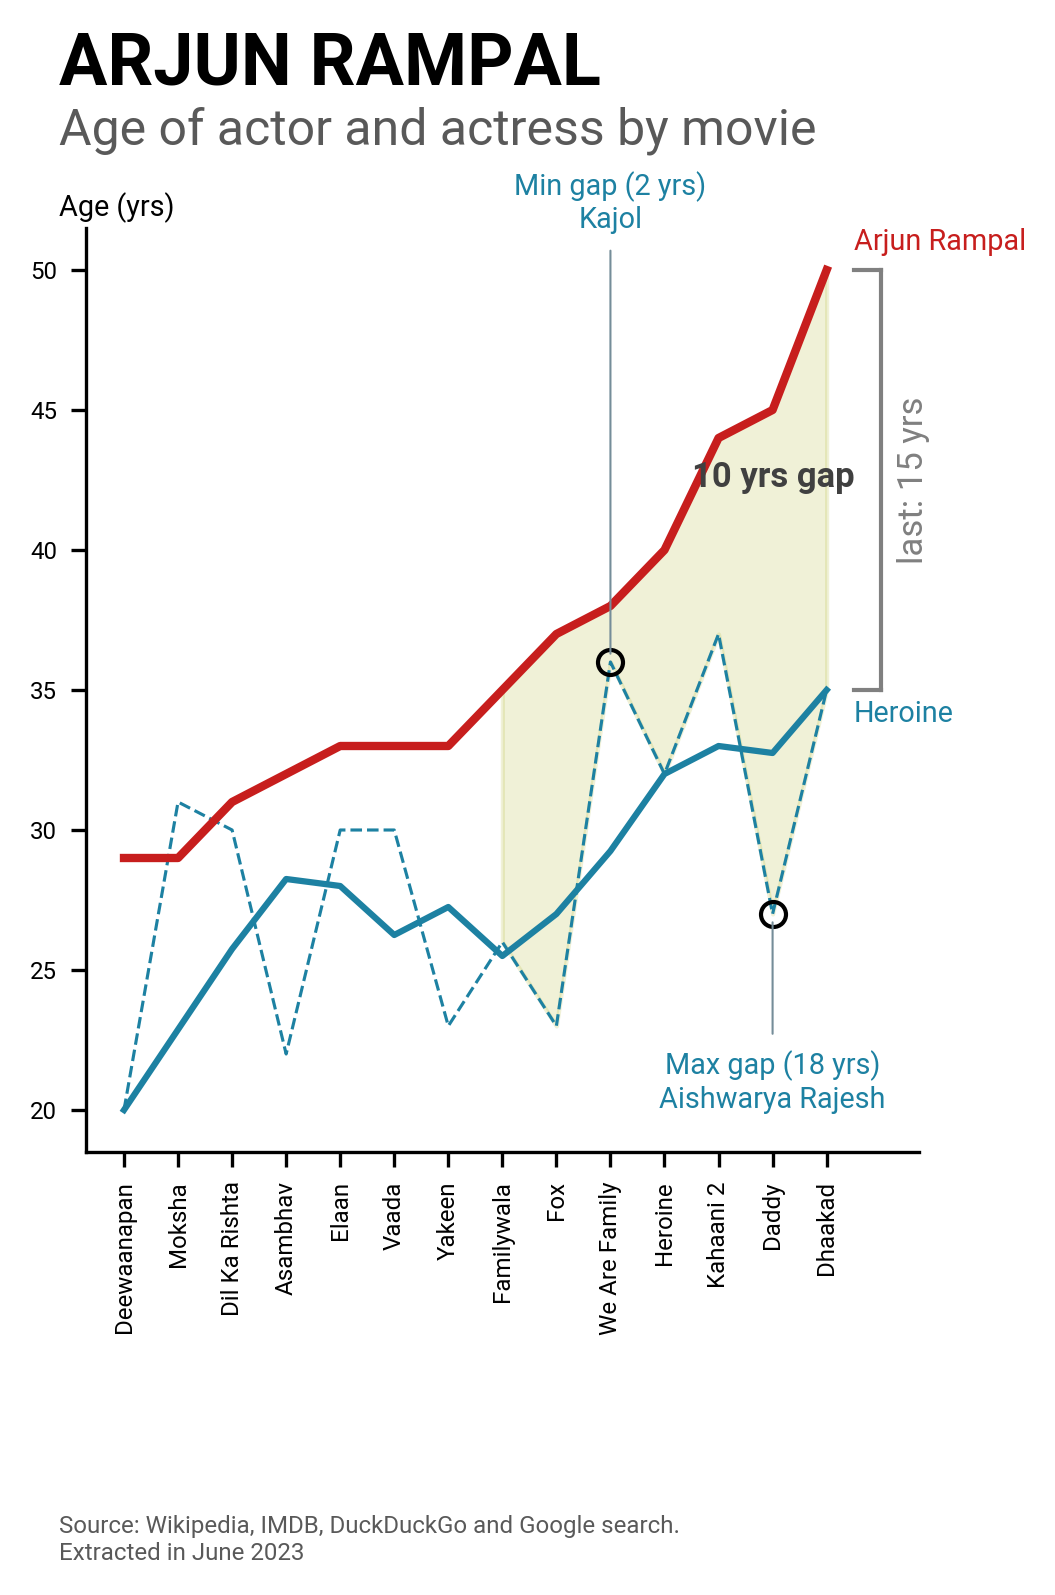 ARJUN RAMPAL
Age of actor and actress by movie
Min gap (2 yrs)
Kajol
Age (yrs)
Arjun Rampal
50
45
40
35
30
25
20
10 yrs gap
last: 15 yrs
Heroine
Max gap (18 yrs)
Aishwarya Rajesh
Deewaanapan
Moksha
Dil Ka Rishta
Asambhav
Elaan
Vaada
Yakeen
Familywala
Fox
We Are Family
Heroine
Kahaani 2
Daddy
Dhaakad
Source: Wikipedia, IMDB, DuckDuckGo and Google search.
Extracted in June 2023